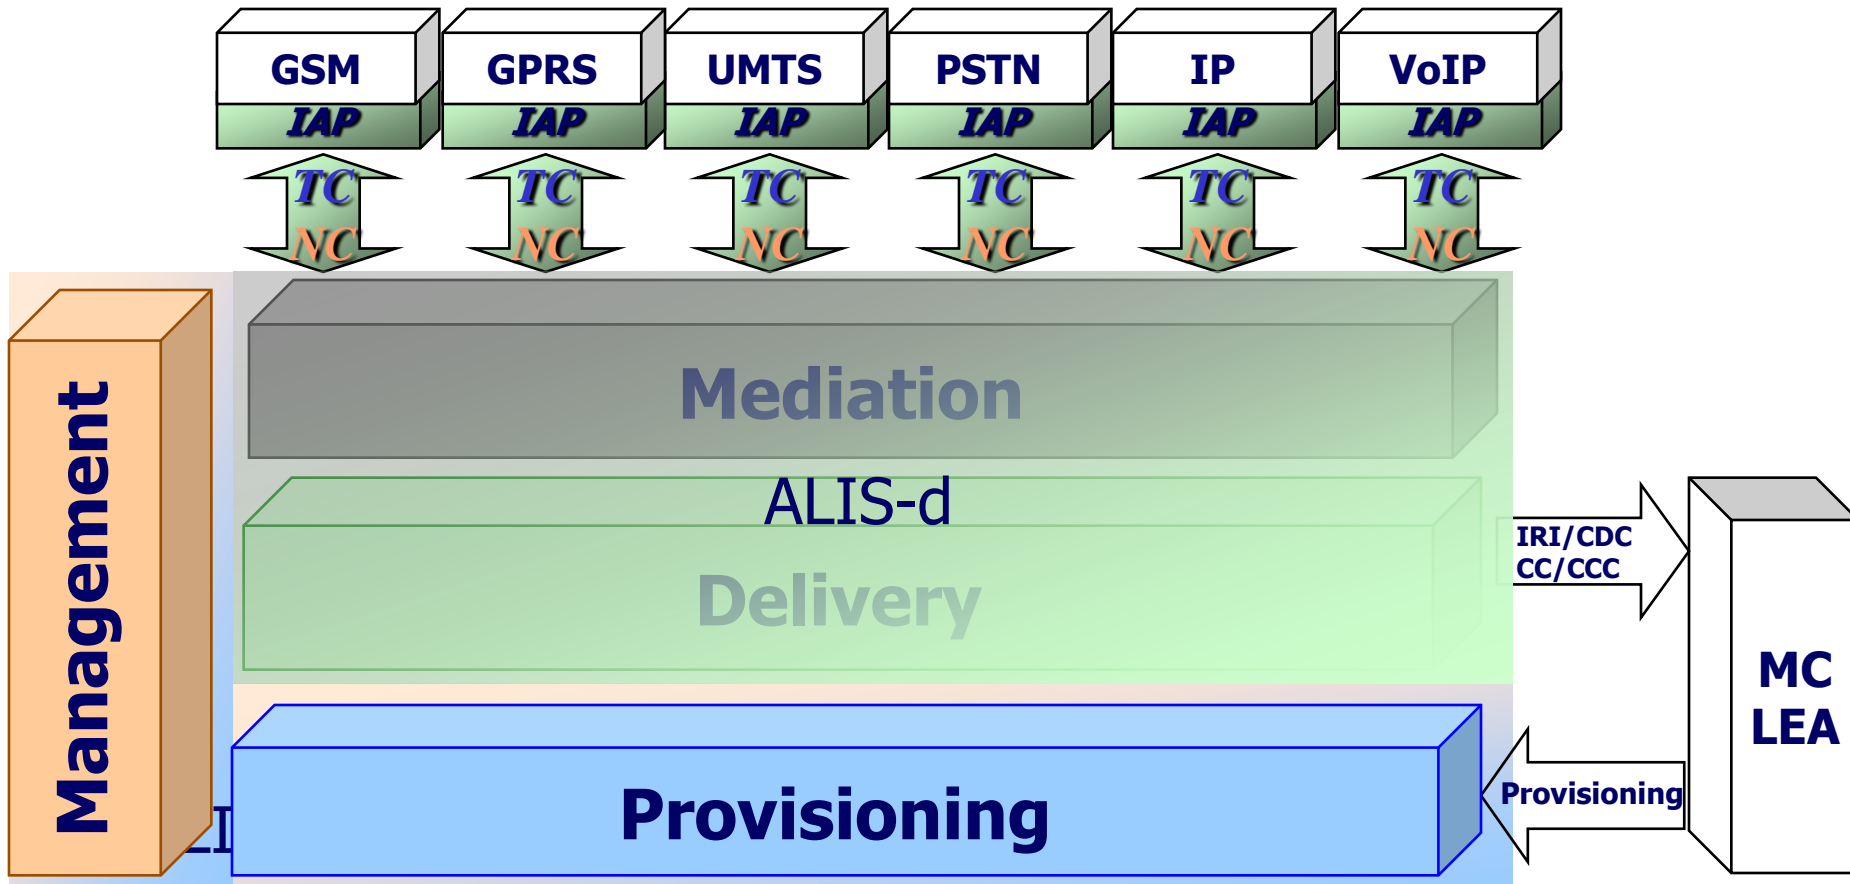 GSM
GPRS
UMTS
PSTN
IP
VoIP
IAP
IAP
IAP
IAP
IAP
IAP
TC
TC
TC
TC
TC
TC
NC
NC
NC
NC
NC
NC
Management
Mediation
ALIS-d
Delivery
IRI/CDC
CC/CCC
MC
LEA
Provisioning
Provisioning